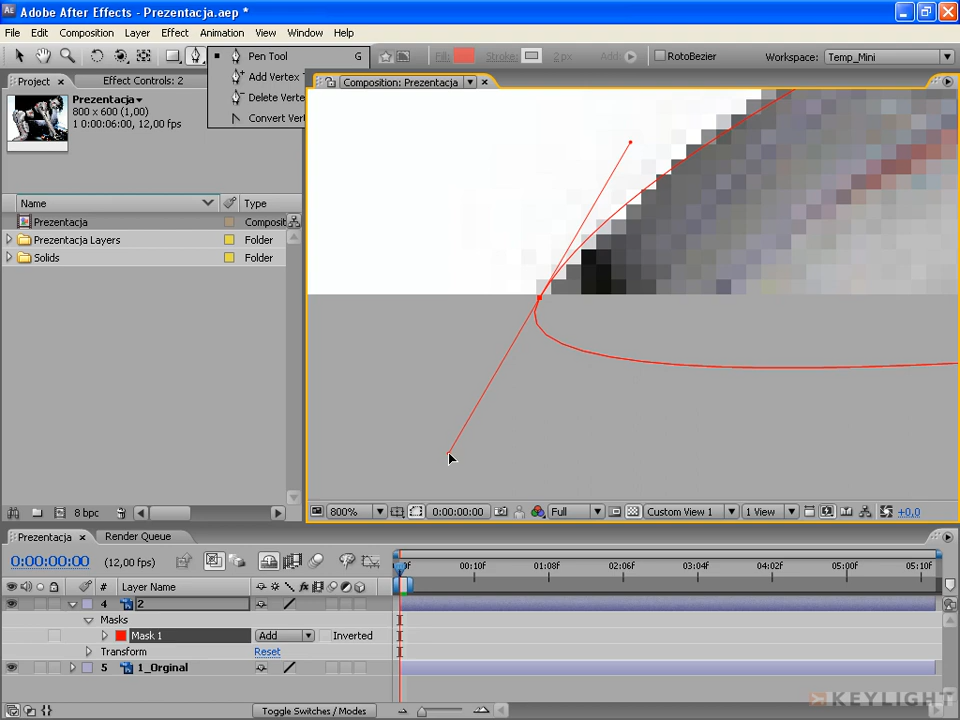 Adobe After Effects - Prezentacja.aep *
File Edit Composition Layer Effect Animation View Window Help
Fill: Stroke: 2 px Add: RotoBezier Workspace: Temp_Mini
Pen Tool G
Add Vertex T
Delete Verte
Convert Vert
Project × Effect Controls: 2
Composition: Prezentacja ×
Prezentacja
800 x 600 (1,00)
1 0:00:06:00, 12,00 fps
Name Type
Prezentacja Composit
Prezentacja Layers Folder
Solids Folder
8 bpc
800% 0:00:00:00 Full Custom View 1 1 View +0,0
Prezentacja × Render Queue
0:00:00:00 (12,00 fps)
00:10f 01:08f 02:06f 03:04f 04:02f 05:00f 05:10f
# Layer Name
4 2
Masks
Mask 1 Add Inverted
Transform Reset
5 1_Orginal
Toggle Switches / Modes
KEYLIGHT